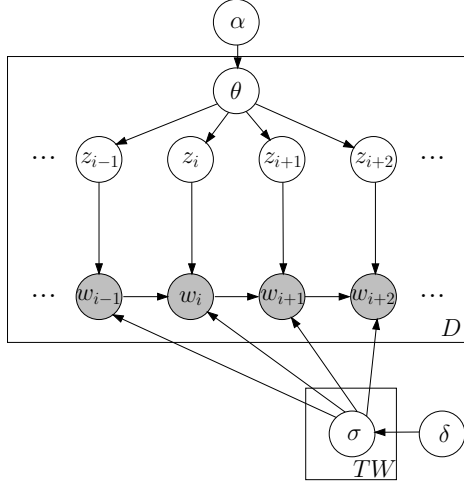 α
θ
... z_{i−1} z_i z_{i+1} z_{i+2} ...
... w_{i−1} w_i w_{i+1} w_{i+2} ...
D
σ δ
TW